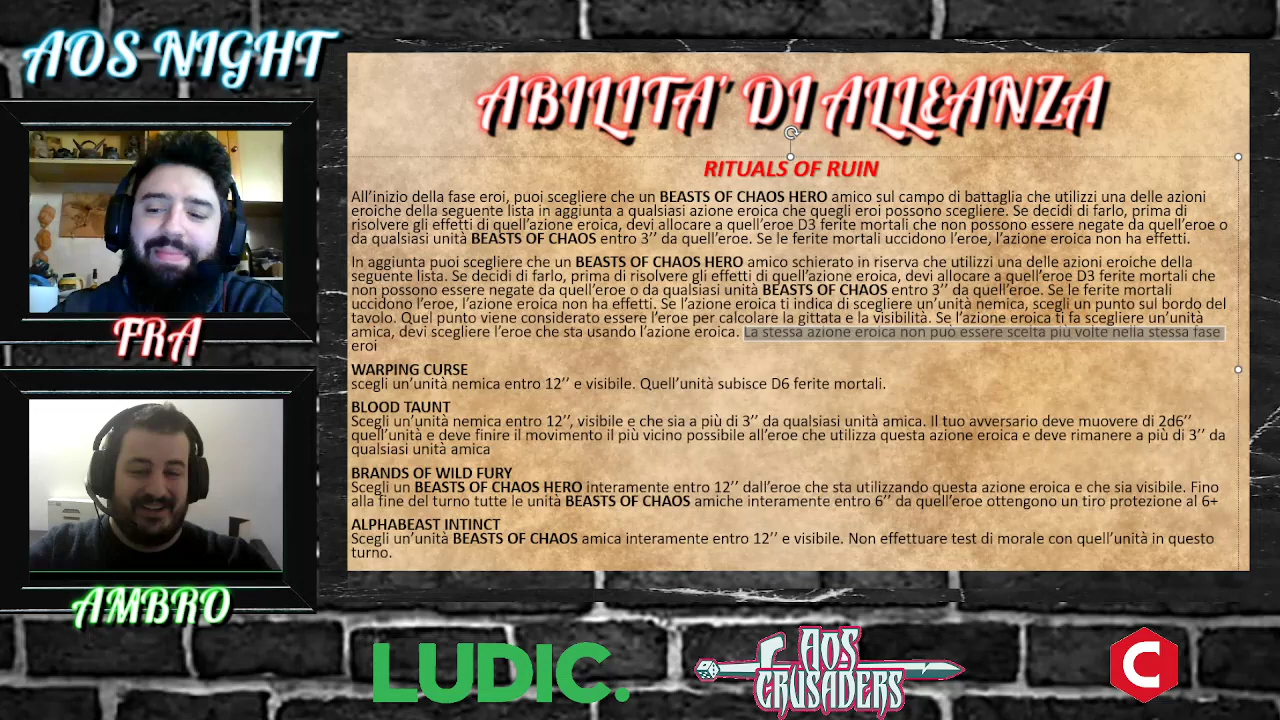 AOS NIGHT
ABILITA' DI ALLEANZA
RITUALS OF RUIN
All'inizio della fase eroi, puoi scegliere che un BEASTS OF CHAOS HERO amico sul campo di battaglia che utilizzi una delle azioni
eroiche della seguente lista in aggiunta a qualsiasi azione eroica che quegli eroi possono scegliere. Se decidi di farlo, prima di
risolvere gli effetti di quell'azione eroica, devi allocare a quell'eroe D3 ferite mortali che non possono essere negate da quell'eroe o
da qualsiasi unità BEASTS OF CHAOS entro 3'' da quell'eroe. Se le ferite mortali uccidono l'eroe, l'azione eroica non ha effetti.
In aggiunta puoi scegliere che un BEASTS OF CHAOS HERO amico schierato in riserva che utilizzi una delle azioni eroiche della
seguente lista. Se decidi di farlo, prima di risolvere gli effetti di quell'azione eroica, devi allocare a quell'eroe D3 ferite mortali che
non possono essere negate da quell'eroe o da qualsiasi unità BEASTS OF CHAOS entro 3'' da quell'eroe. Se le ferite mortali
uccidono l'eroe, l'azione eroica non ha effetti. Se l'azione eroica ti indica di scegliere un'unità nemica, scegli un punto sul bordo del
tavolo. Quel punto viene considerato essere l'eroe per calcolare la gittata e la visibilità. Se l'azione eroica ti fa scegliere un'unità
amica, devi scegliere l'eroe che sta usando l'azione eroica. La stessa azione eroica non può essere scelta più volte nella stessa fase
eroi
WARPING CURSE
scegli un'unità nemica entro 12'' e visibile. Quell'unità subisce D6 ferite mortali.
BLOOD TAUNT
Scegli un'unità nemica entro 12'', visibile e che sia a più di 3'' da qualsiasi unità amica. Il tuo avversario deve muovere di 2d6''
quell'unità e deve finire il movimento il più vicino possibile all'eroe che utilizza questa azione eroica e deve rimanere a più di 3'' da
qualsiasi unità amica
BRANDS OF WILD FURY
Scegli un BEASTS OF CHAOS HERO interamente entro 12'' dall'eroe che sta utilizzando questa azione eroica e che sia visibile. Fino
alla fine del turno tutte le unità BEASTS OF CHAOS amiche interamente entro 6'' da quell'eroe ottengono un tiro protezione al 6+
ALPHABEAST INTINCT
Scegli un'unità BEASTS OF CHAOS amica interamente entro 12'' e visibile. Non effettuare test di morale con quell'unità in questo
turno.
FRA
AMBRO
LUDIC.
AOS
CRUSADERS
C